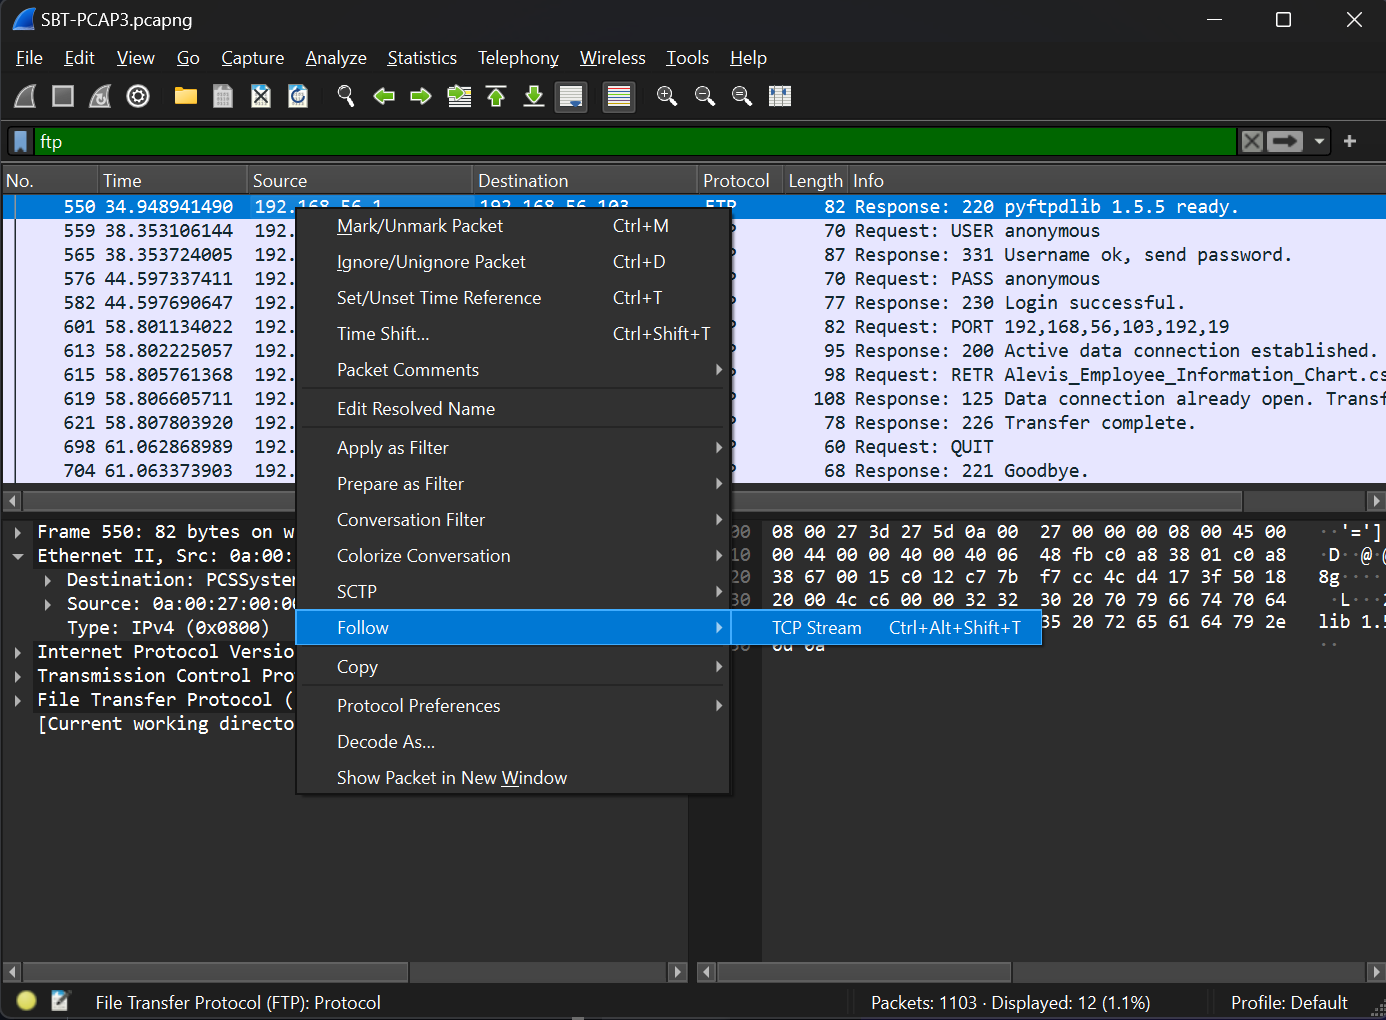 SBT-PCAP3.pcapng
File Edit View Go Capture Analyze Statistics Telephony Wireless Tools Help
ftp
No. Time Source Destination Protocol Length Info
550 34.948941490 192.168.56.1 192.168.56.103 FTP 82 Response: 220 pyftpdlib 1.5.5 ready.
559 38.353106144 192. 70 Request: USER anonymous
565 38.353724005 192. 87 Response: 331 Username ok, send password.
576 44.597337411 192. 70 Request: PASS anonymous
582 44.597690647 192. 77 Response: 230 Login successful.
601 58.801134022 192. 82 Request: PORT 192,168,56,103,192,19
613 58.802225057 192. 95 Response: 200 Active data connection established.
615 58.805761368 192. 98 Request: RETR Alevis_Employee_Information_Chart.cs
619 58.806605711 192. 108 Response: 125 Data connection already open. Transf
621 58.807803920 192. 78 Response: 226 Transfer complete.
698 61.062868989 192. 60 Request: QUIT
704 61.063373903 192. 68 Response: 221 Goodbye.
Mark/Unmark Packet Ctrl+M
Ignore/Unignore Packet Ctrl+D
Set/Unset Time Reference Ctrl+T
Time Shift... Ctrl+Shift+T
Packet Comments
Edit Resolved Name
Apply as Filter
Prepare as Filter
Conversation Filter
Colorize Conversation
SCTP
Follow
TCP Stream Ctrl+Alt+Shift+T
Copy
Protocol Preferences
Decode As...
Show Packet in New Window
Frame 550: 82 bytes on w
Ethernet II, Src: 0a:00:
Destination: PCSSystem
Source: 0a:00:27:00:00
Type: IPv4 (0x0800)
Internet Protocol Versio
Transmission Control Pro
File Transfer Protocol (
[Current working directo
00 08 00 27 3d 27 5d 0a 00 27 00 00 00 08 00 45 00 ··'=']
10 00 44 00 00 40 00 40 06 48 fb c0 a8 38 01 c0 a8 ·D··@·@
20 38 67 00 15 c0 12 c7 7b f7 cc 4c d4 17 3f 50 18 8g····
30 20 00 4c c6 00 00 32 32 30 20 70 79 66 74 70 64 ·L··
35 20 72 65 61 64 79 2e lib 1.5
0d 0a ··
File Transfer Protocol (FTP): Protocol
Packets: 1103 · Displayed: 12 (1.1%)
Profile: Default